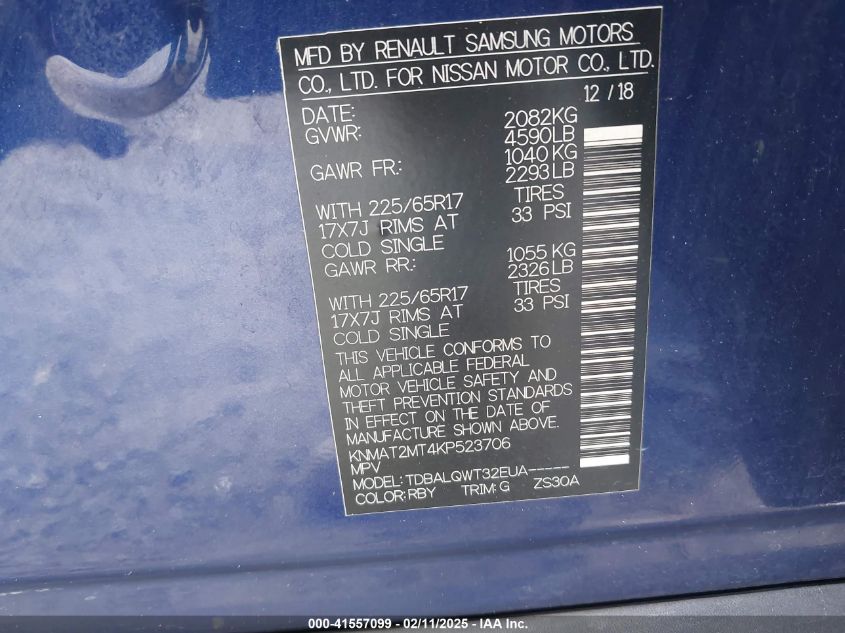 MFD BY RENAULT SAMSUNG MOTORS
CO., LTD. FOR NISSAN MOTOR CO., LTD.
DATE: 12 / 18
GVWR: 2082KG
4590LB
GAWR FR.: 1040KG
2293LB
WITH 225/65R17 TIRES
17X7J RIMS AT 33 PSI
COLD SINGLE
GAWR RR.: 1055 KG
2326LB
WITH 225/65R17 TIRES
17X7J RIMS AT 33 PSI
COLD SINGLE
THIS VEHICLE CONFORMS TO
ALL APPLICABLE FEDERAL
MOTOR VEHICLE SAFETY AND
THEFT PREVENTION STANDARDS
IN EFFECT ON THE DATE OF
MANUFACTURE SHOWN ABOVE.
KNMAT2MT4KP523706
MPV
MODEL: TDBALQWT32EUA-----
COLOR: RBY TRIM: G ZS30A
000-41557099 — 02/11/2025 — IAA Inc.